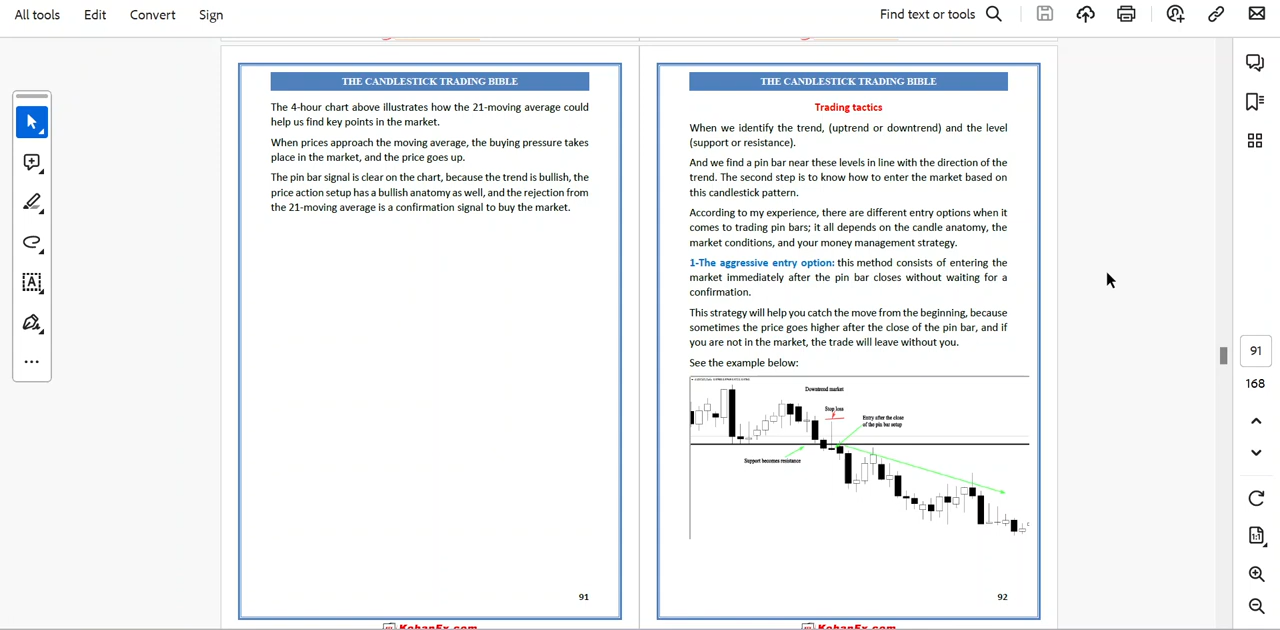 All tools
Edit
Convert
Sign
Find text or tools
THE CANDLESTICK TRADING BIBLE
The 4-hour chart above illustrates how the 21-moving average could
help us find key points in the market.
When prices approach the moving average, the buying pressure takes
place in the market, and the price goes up.
The pin bar signal is clear on the chart, because the trend is bullish, the
price action setup has a bullish anatomy as well, and the rejection from
the 21-moving average is a confirmation signal to buy the market.
91
THE CANDLESTICK TRADING BIBLE
Trading tactics
When we identify the trend, (uptrend or downtrend) and the level
(support or resistance).
And we find a pin bar near these levels in line with the direction of the
trend. The second step is to know how to enter the market based on
this candlestick pattern.
According to my experience, there are different entry options when it
comes to trading pin bars; it all depends on the candle anatomy, the
market conditions, and your money management strategy.
1-The aggressive entry option: this method consists of entering the
market immediately after the pin bar closes without waiting for a
confirmation.
This strategy will help you catch the move from the beginning, because
sometimes the price goes higher after the close of the pin bar, and if
you are not in the market, the trade will leave without you.
See the example below:
Downtrend market
Stop loss
Entry after the close
of the pin bar setup
Support becomes resistance
92
91
168
1:1